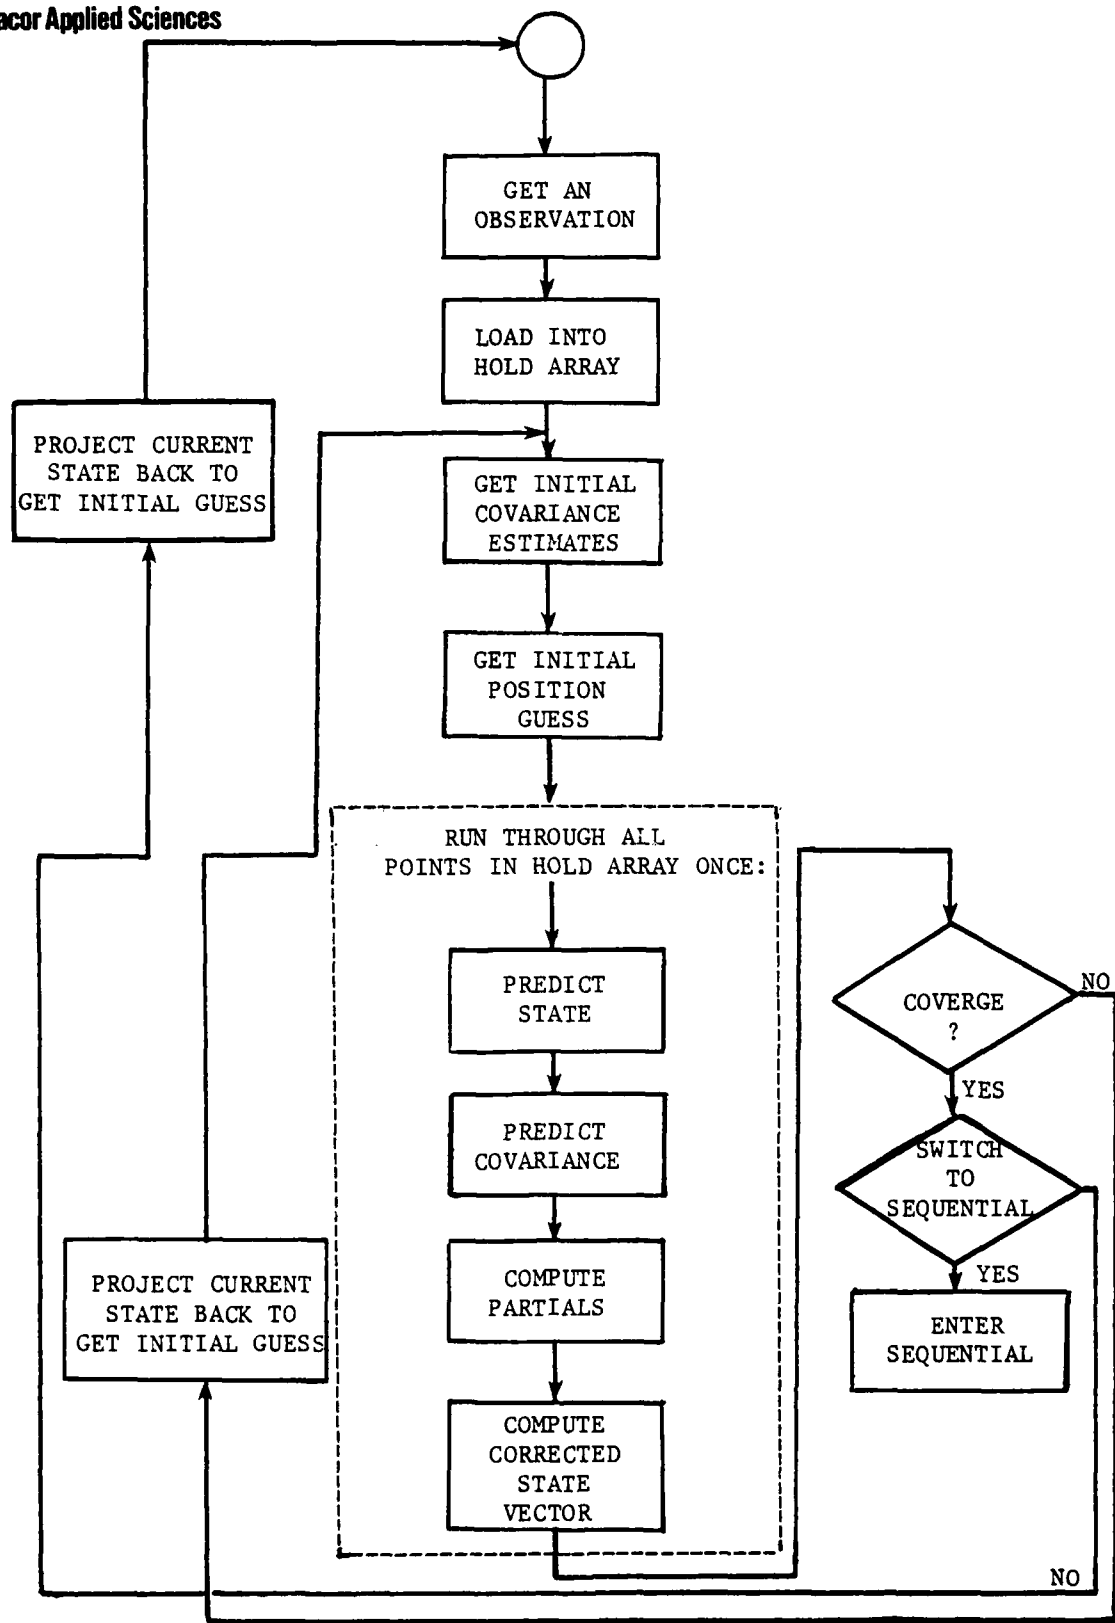 acor Applied Sciences
GET AN
OBSERVATION
LOAD INTO
HOLD ARRAY
PROJECT CURRENT
STATE BACK TO
GET INITIAL GUESS
GET INITIAL
COVARIANCE
ESTIMATES
GET INITIAL
POSITION
GUESS
RUN THROUGH ALL
POINTS IN HOLD ARRAY ONCE:
PREDICT
STATE
PREDICT
COVARIANCE
COMPUTE
PARTIALS
COMPUTE
CORRECTED
STATE
VECTOR
COVERGE
?
NO
YES
SWITCH
TO
SEQUENTIAL
YES
ENTER
SEQUENTIAL
NO
PROJECT CURRENT
STATE BACK TO
GET INITIAL GUESS